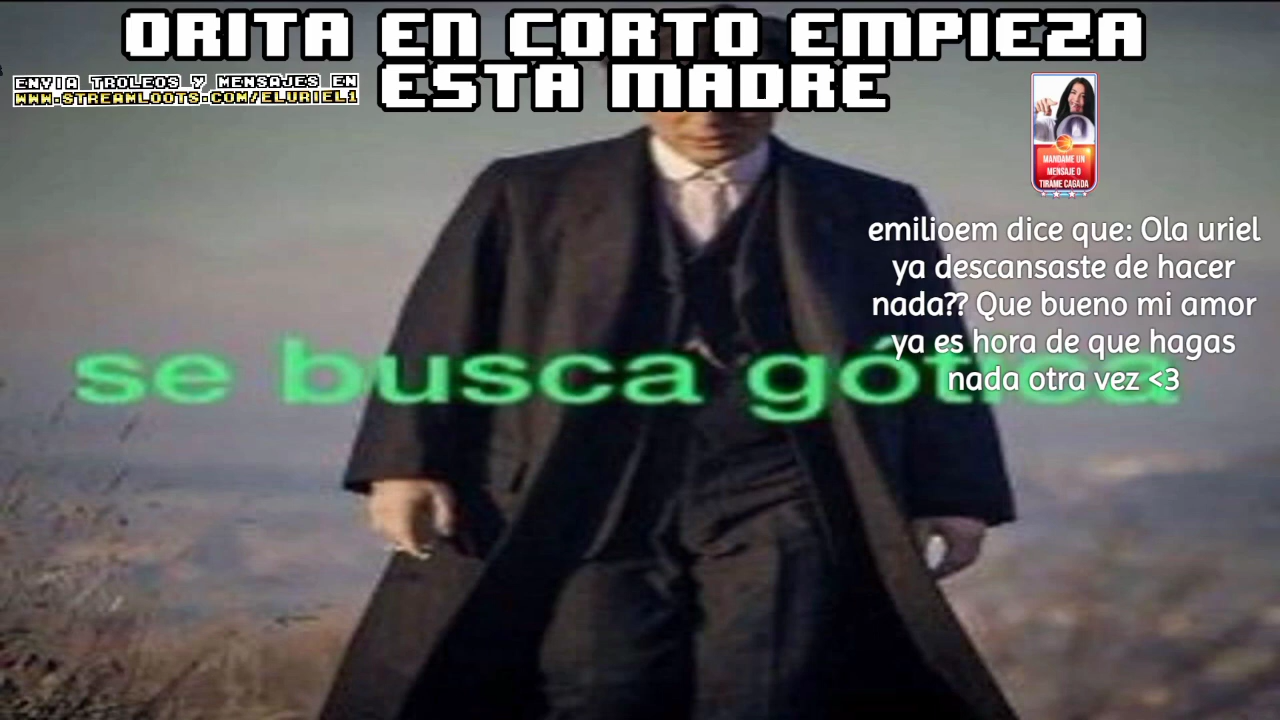 ORITA EN CORTO EMPIEZA
ESTA MADRE
ENVIA TROLEOS Y MENSAJES EN
WWW.STREAMLOOTS.COM/ELURIEL1
MANDAME UN
MENSAJE O
TIRAME CAGADA
emilioem dice que: Ola uriel
ya descansaste de hacer
nada?? Que bueno mi amor
ya es hora de que hagas
nada otra vez <3
se busca gótica